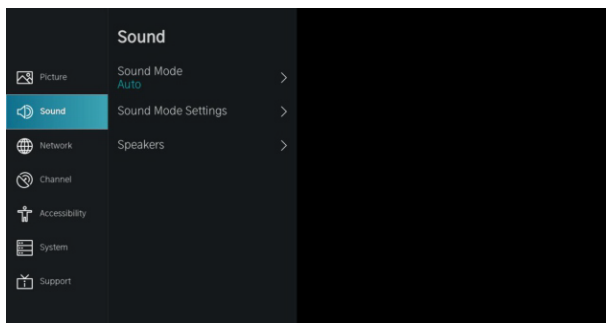 Sound
Picture
Sound
Network
Channel
Accessibility
System
Support
Sound Mode
Auto
Sound Mode Settings
Speakers